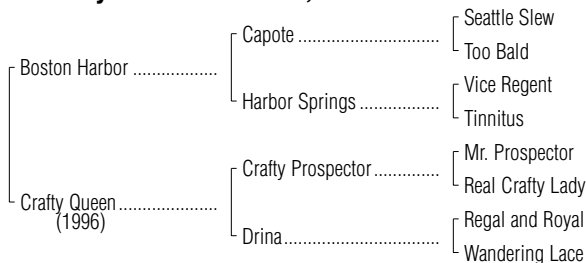 Boston Harbor ..................
Crafty Queen ....................
(1996)
Capote ...............................
Harbor Springs .................
Crafty Prospector ..............
Drina ..................................
Seattle Slew
Too Bald
Vice Regent
Tinnitus
Mr. Prospector
Real Crafty Lady
Regal and Royal
Wandering Lace